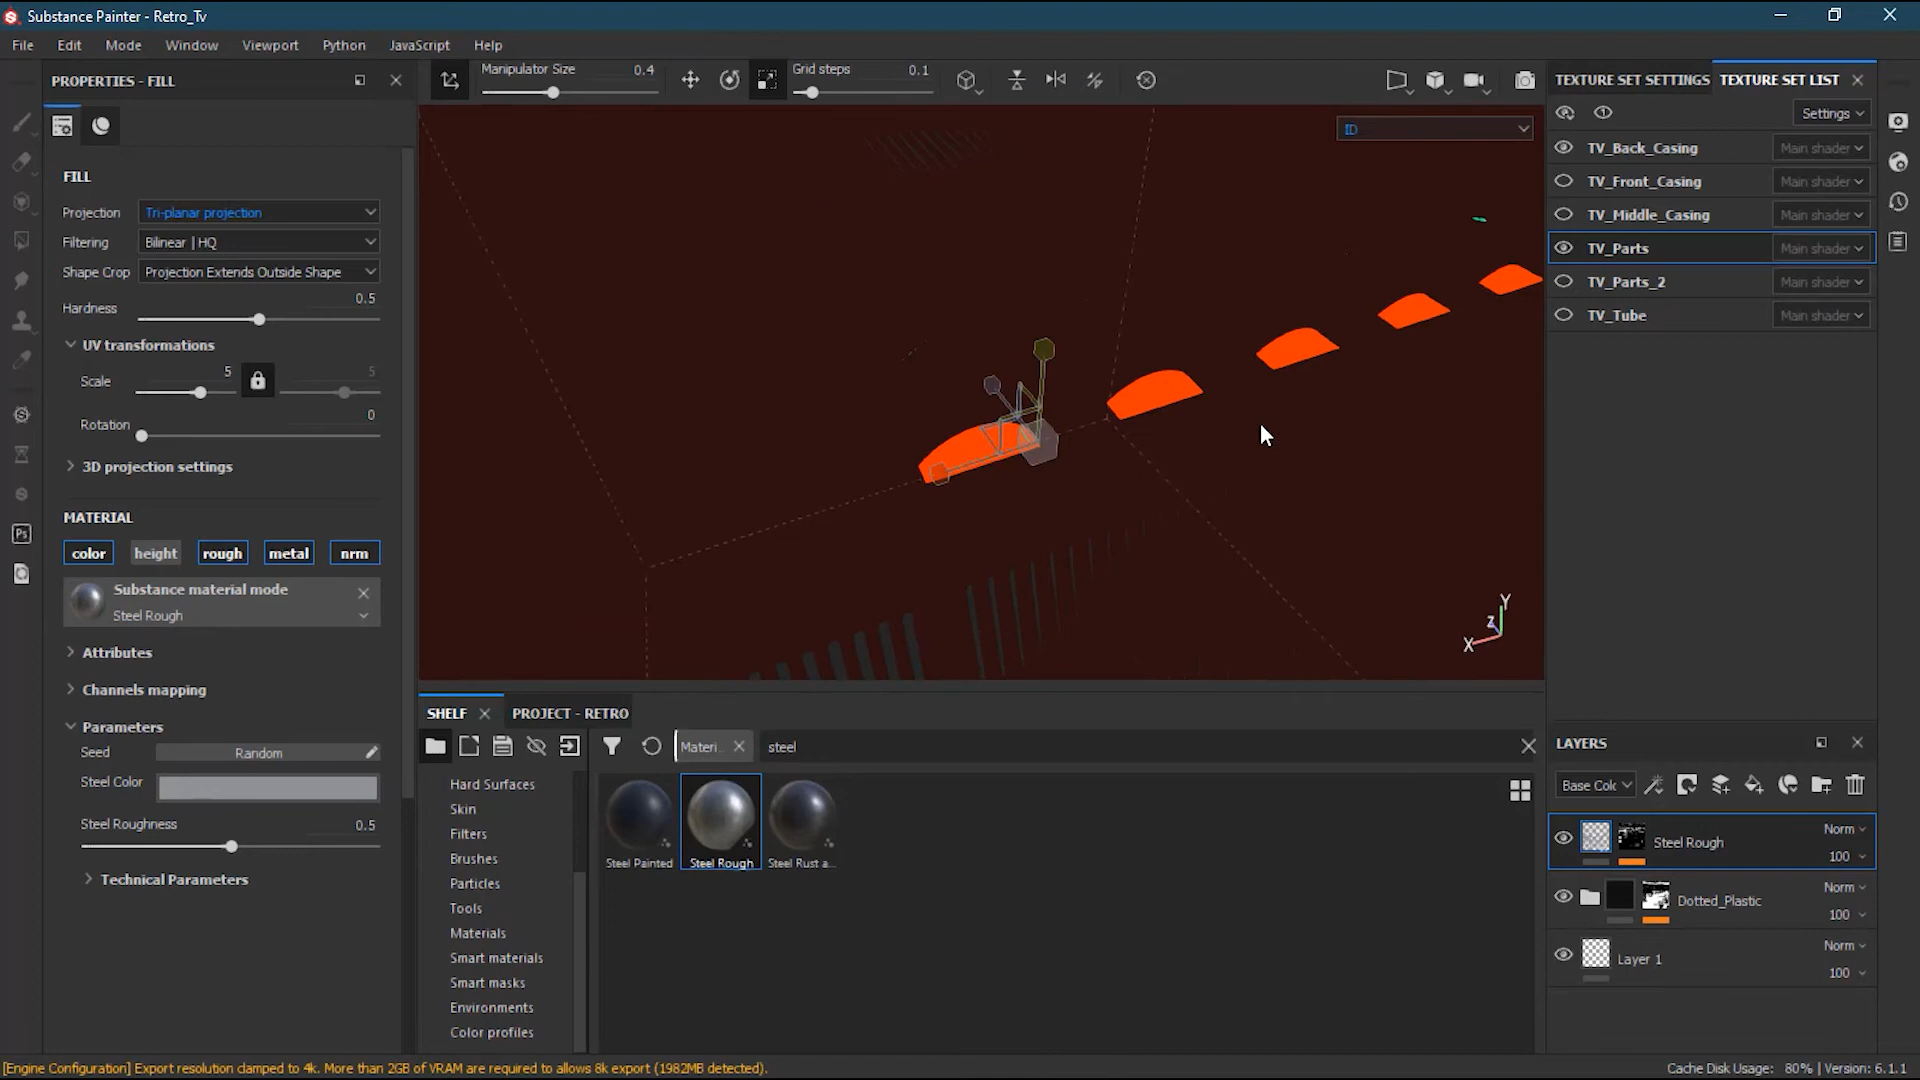 Substance Painter - Retro_Tv
File Edit Mode Window Viewport Python JavaScript Help
PROPERTIES - FILL
FILL
Projection Tri-planar projection
Filtering Bilinear | HQ
Shape Crop Projection Extends Outside Shape
Hardness 0.5
UV transformations
Scale 5 5
Rotation 0
3D projection settings
MATERIAL
color height rough metal nrm
Substance material mode
Steel Rough
Attributes
Channels mapping
Parameters
Seed Random
Steel Color
Steel Roughness 0.5
Technical Parameters
Ps
Manipulator Size 0.4
Grid steps 0.1
ID
Y
Z
X
TEXTURE SET SETTINGS TEXTURE SET LIST
Settings
TV_Back_Casing Main shader
TV_Front_Casing Main shader
TV_Middle_Casing Main shader
TV_Parts Main shader
TV_Parts_2 Main shader
TV_Tube Main shader
SHELF PROJECT - RETRO
Materi.. steel
Hard Surfaces
Skin
Filters
Brushes
Particles
Tools
Materials
Smart materials
Smart masks
Environments
Color profiles
Steel Painted Steel Rough Steel Rust a...
LAYERS
Base Colo
Steel Rough Norm 100
Dotted_Plastic Norm 100
Layer 1 Norm 100
[Engine Configuration] Export resolution clamped to 4k. More than 2GB of VRAM are required to allows 8k export (1982MB detected).
Cache Disk Usage: 80% | Version: 6.1.1